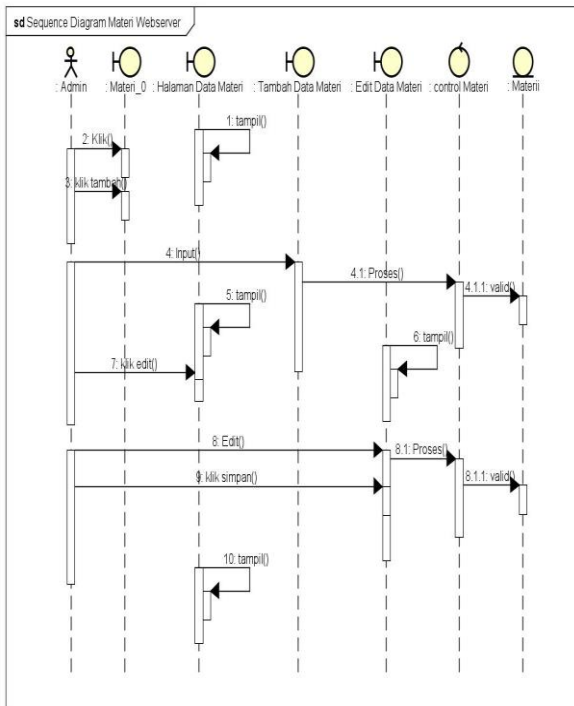 sd Sequence Diagram Materi Webserver
: Admin
: Materi_0
: Halaman Data Materi
: Tambah Data Materi
: Edit Data Materi
: control Materi
: Materii
1: tampil()
2: Klik()
3: klik tambah()
4: Input()
4.1: Proses()
4.1.1: valid()
5: tampil()
6: tampil()
7: klik edit()
8: Edit()
8.1: Proses()
8.1.1: valid()
9: klik simpan()
10: tampil()